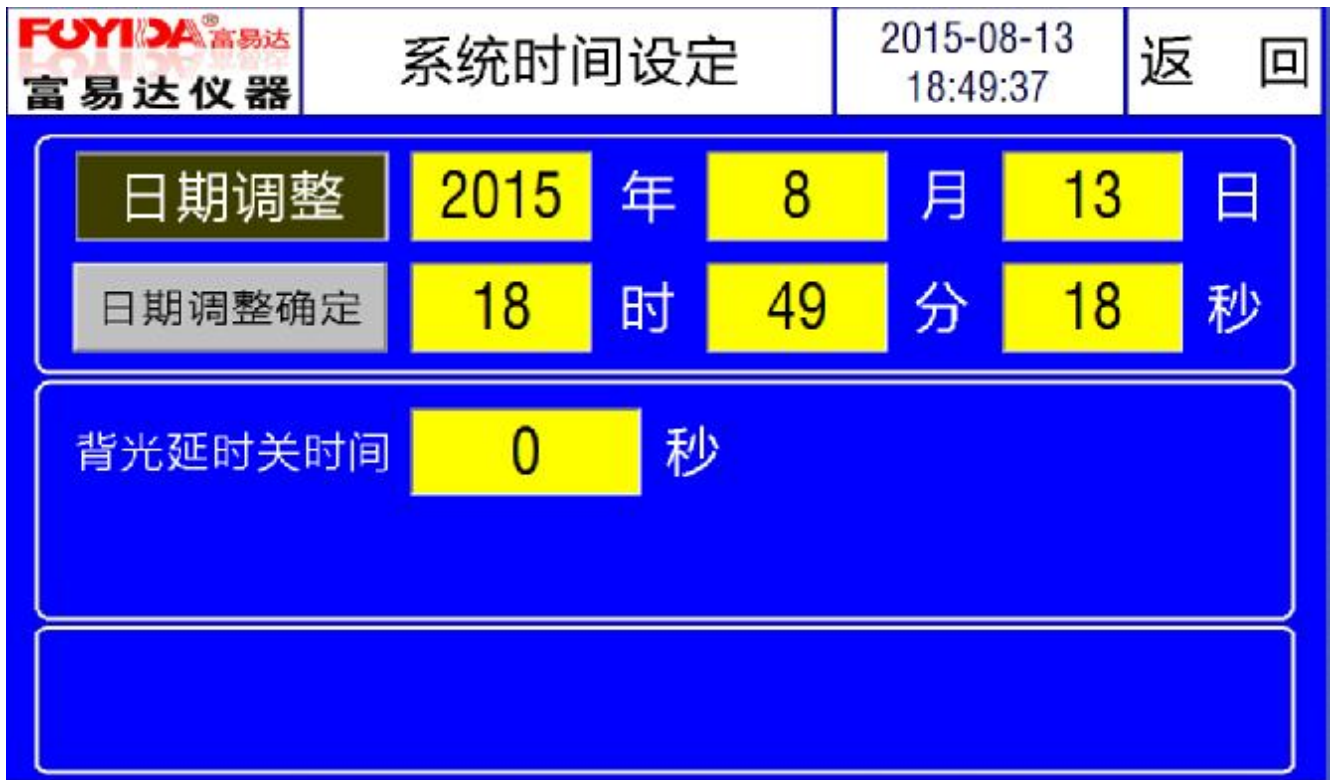 FUYIDA®富易达
富易达仪器
系统时间设定
2015-08-13
18:49:37
返 回
日期调整 2015 年 8 月 13 日
日期调整确定 18 时 49 分 18 秒
背光延时关时间 0 秒